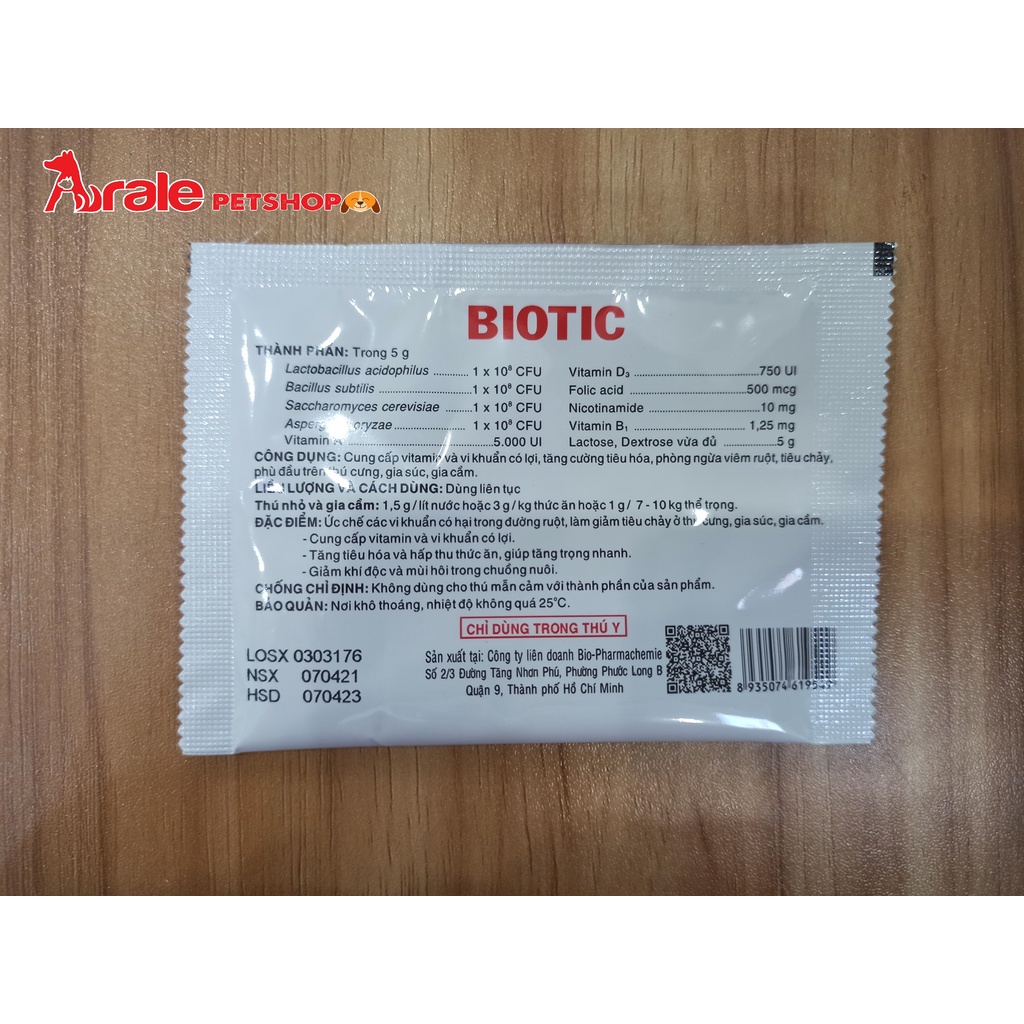 Arale PETSHOP
BIOTIC
THÀNH PHẦN: Trong 5 g
Lactobacillus acidophilus ........... 1 x 10⁸ CFU
Bacillus subtilis ........................ 1 x 10⁸ CFU
Saccharomyces cerevisiae ......... 1 x 10⁸ CFU
oryzae .................... 1 x 10⁸ CFU
Vitamin A ....................................... 5.000 UI
Vitamin D₃ .................................. 750 UI
Folic acid ................................. 500 mcg
Nicotinamide ............................... 10 mg
Vitamin B₁ ................................ 1,25 mg
Lactose, Dextrose vừa đủ ................ 5 g
CÔNG DỤNG: Cung cấp vitamin và vi khuẩn có lợi, tăng cường tiêu hóa, phòng ngừa viêm ruột, tiêu chảy,
phù đầu trên thú cưng, gia súc, gia cầm.
LIỀU LƯỢNG VÀ CÁCH DÙNG: Dùng liên tục
Thú nhỏ và gia cầm: 1,5 g / lít nước hoặc 3 g / kg thức ăn hoặc 1 g / 7 - 10 kg thể trọng.
ĐẶC ĐIỂM: Ức chế các vi khuẩn có hại trong đường ruột, làm giảm tiêu chảy ở thú cưng, gia súc, gia cầm.
- Cung cấp vitamin và vi khuẩn có lợi.
- Tăng tiêu hóa và hấp thu thức ăn, giúp tăng trọng nhanh.
- Giảm khí độc và mùi hôi trong chuồng nuôi.
CHỐNG CHỈ ĐỊNH: Không dùng cho thú mẫn cảm với thành phần của sản phẩm.
BẢO QUẢN: Nơi khô thoáng, nhiệt độ không quá 25°C.
CHỈ DÙNG TRONG THÚ Y
LOSX 0303176
NSX 070421
HSD 070423
Sản xuất tại: Công ty liên doanh Bio-Pharmachemie
Số 2/3 Đường Tăng Nhơn Phú, Phường Phước Long B
Quận 9, Thành phố Hồ Chí Minh